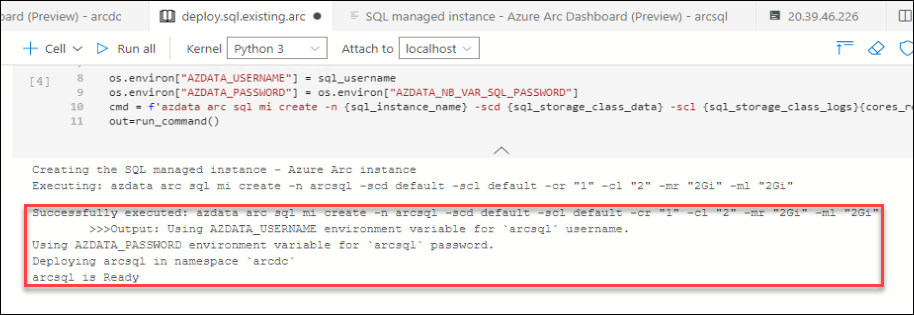 oard (Preview) - arcdc
deploy.sql.existing.arc
SQL managed instance - Azure Arc Dashboard (Preview) - arcsql
20.39.46.226
Cell
Run all
Kernel
Python 3
Attach to
localhost
[4]
8 os.environ["AZDATA_USERNAME"] = sql_username
9 os.environ["AZDATA_PASSWORD"] = os.environ["AZDATA_NB_VAR_SQL_PASSWORD"]
10 cmd = f'azdata arc sql mi create -n {sql_instance_name} -scd {sql_storage_class_data} -scl {sql_storage_class_logs}{cores_re
11 out=run_command()
Creating the SQL managed instance - Azure Arc instance
Executing: azdata arc sql mi create -n arcsql -scd default -scl default -cr "1" -cl "2" -mr "2Gi" -ml "2Gi"
Successfully executed: azdata arc sql mi create -n arcsql -scd default -scl default -cr "1" -cl "2" -mr "2Gi" -ml "2Gi"
>>>Output: Using AZDATA_USERNAME environment variable for `arcsql` username.
Using AZDATA_PASSWORD environment variable for `arcsql` password.
Deploying arcsql in namespace `arcdc`
arcsql is Ready